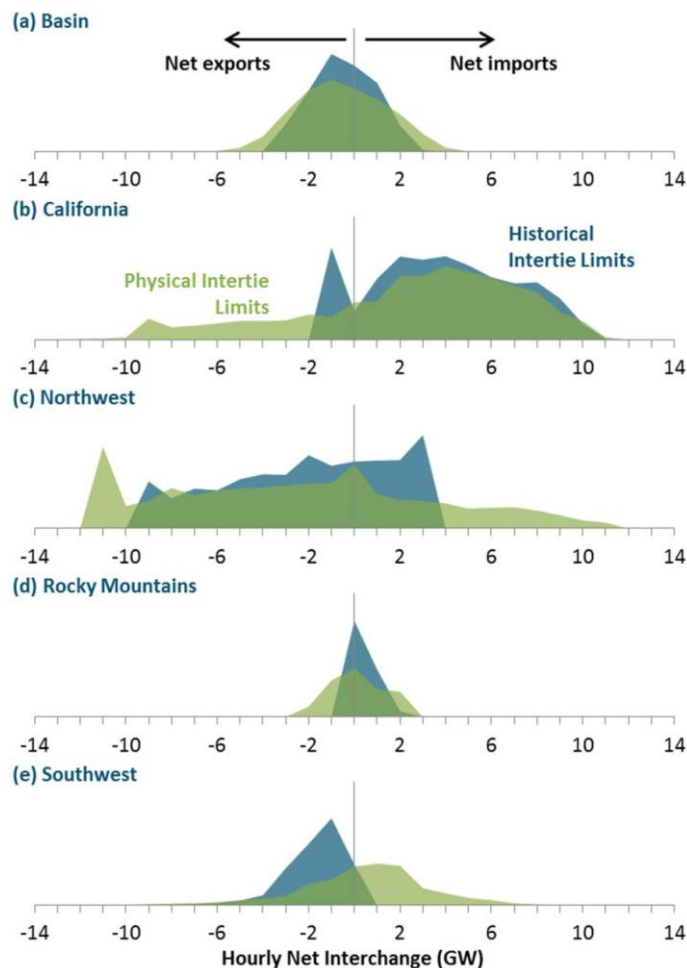 (a) Basin
Net exports Net imports
-14 -10 -6 -2 2 6 10 14
(b) California
Historical
Physical Intertie Intertie Limits
Limits
-14 -10 -6 -2 2 6 10 14
(c) Northwest
-14 -10 -6 -2 2 6 10 14
(d) Rocky Mountains
-14 -10 -6 -2 2 6 10 14
(e) Southwest
-14 -10 -6 -2 2 6 10 14
Hourly Net Interchange (GW)